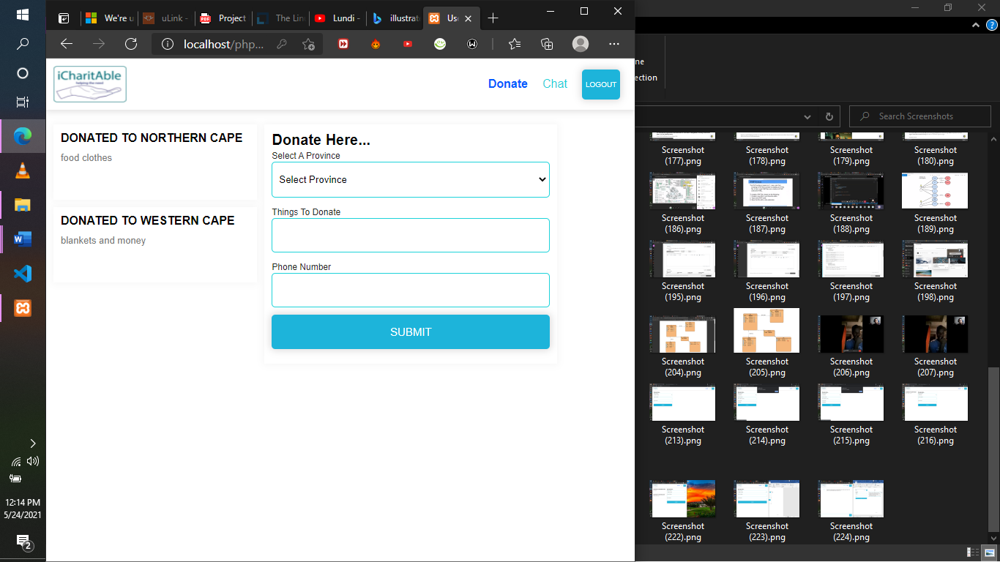 We're u
uLink -
Project
The Lin
Lundi -
illustrat
Use
localhost/php...
iCharitAble
helping the need
Donate
Chat
LOGOUT
DONATED TO NORTHERN CAPE
food clothes
DONATED TO WESTERN CAPE
blankets and money
Donate Here...
Select A Province
Select Province
Things To Donate
Phone Number
SUBMIT
ne
ection
Search Screenshots
Screenshot (177).png
Screenshot (178).png
Screenshot (179).png
Screenshot (180).png
Screenshot (186).png
Screenshot (187).png
Screenshot (188).png
Screenshot (189).png
Screenshot (195).png
Screenshot (196).png
Screenshot (197).png
Screenshot (198).png
Screenshot (204).png
Screenshot (205).png
Screenshot (206).png
Screenshot (207).png
Screenshot (213).png
Screenshot (214).png
Screenshot (215).png
Screenshot (216).png
Screenshot (222).png
Screenshot (223).png
Screenshot (224).png
12:14 PM
5/24/2021
2